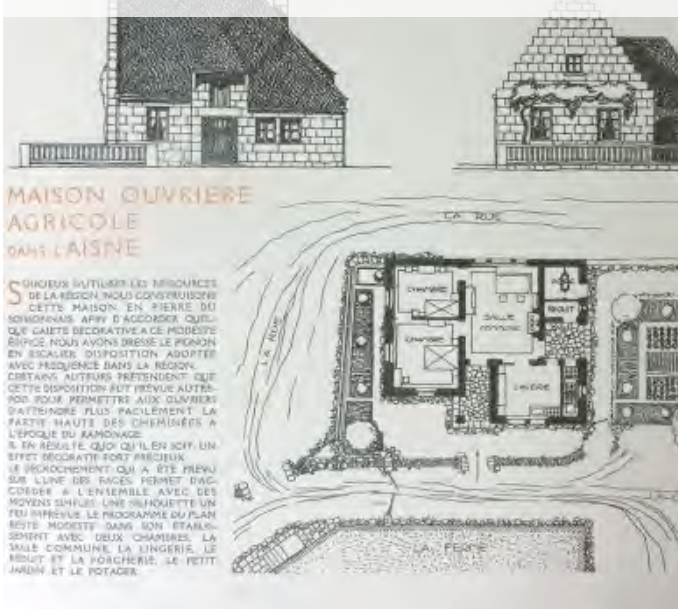 MAISON OUVRIERE
AGRICOLE
DANS L'AISNE
SOUCIEUX D'UTILISER LES RESSOURCES
DE LA RÉGION, NOUS CONSTRUISONS
CETTE MAISON EN PIERRE DU
SOISSONNAIS. AFIN D'ACCORDER QUEL-
QUE GAIETÉ DÉCORATIVE A CE MODESTE
ÉDIFICE, NOUS AVONS DRESSÉ LE PIGNON
EN ESCALIER DISPOSITION ADOPTÉE
AVEC FRÉQUENCE DANS LA RÉGION.
CERTAINS AUTEURS PRÉTENDENT QUE
CETTE DISPOSITION FUT PRÉVUE AUTRE-
FOIS POUR PERMETTRE AUX OUVRIERS
D'ATTEINDRE PLUS FACILEMENT LA
PARTIE HAUTE DES CHEMINÉES A
L'ÉPOQUE DU RAMONAGE.
IL EN RÉSULTE, QUOI QU'IL EN SOIT, UN
EFFET DÉCORATIF FORT PRÉCIEUX.
LE DÉCROCHEMENT QUI A ÉTÉ PRÉVU
SUR L'UNE DES FACES, PERMET D'AC-
CORDER A L'ENSEMBLE AVEC DES
MOYENS SIMPLES, UNE SILHOUETTE UN
PEU IMPRÉVUE. LE PROGRAMME DU PLAN
RESTE MODESTE DANS SON ÉTABLIS-
SEMENT AVEC DEUX CHAMBRES, LA
SALLE COMMUNE, LA LINGERIE, LE
RÉDUIT ET LA PORCHERIE, LE PETIT
JARDIN ET LE POTAGER.
LA RUE
LA RUE
CHAMBRE
CHAMBRE
SALLE
COMMUNE
RÉDUIT
LA FERME